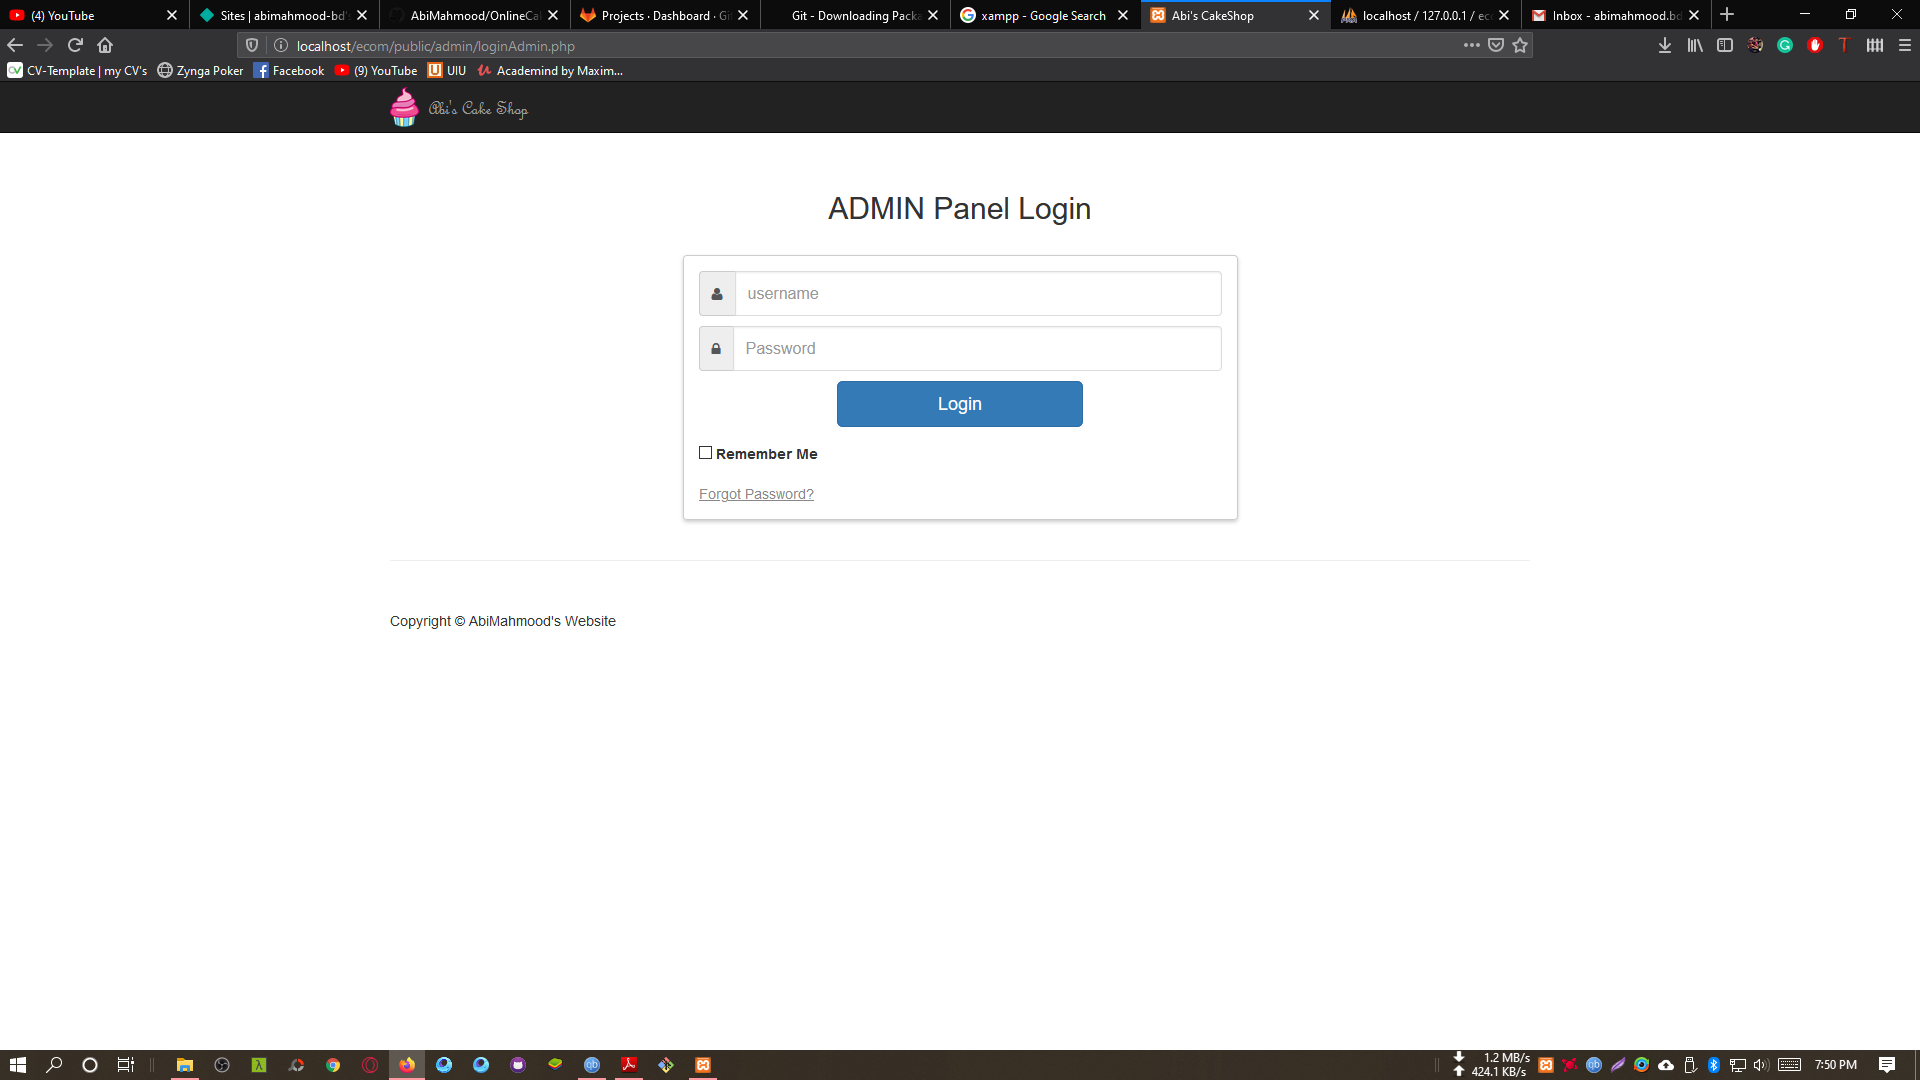 (4) YouTube
Sites | abimahmood-bd's
AbiMahmood/OnlineCa
Projects · Dashboard · Gi
Git - Downloading Packa
xampp - Google Search
Abi's CakeShop
localhost / 127.0.0.1 / ec
Inbox - abimahmood.bd
localhost/ecom/public/admin/loginAdmin.php
CV-Template | my CV's
Zynga Poker
Facebook
(9) YouTube
UIU
Academind by Maxim...
Abi's Cake Shop
ADMIN Panel Login
username
Password
Login
Remember Me
Forgot Password?
Copyright © AbiMahmood's Website
1.2 MB/s
424.1 KB/s
7:50 PM